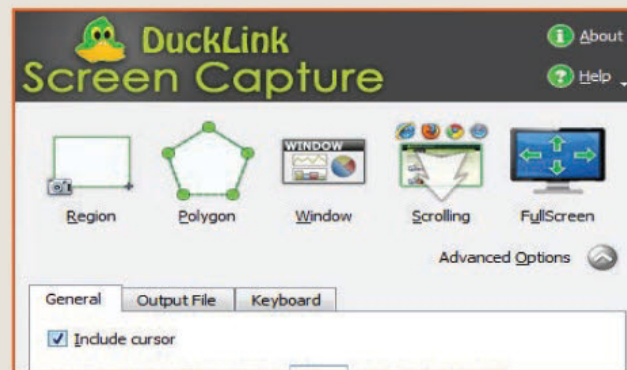 DuckLink
Screen Capture
About
Help
WINDOW
Region Polygon Window Scrolling FullScreen
Advanced Options
General Output File Keyboard
Include cursor